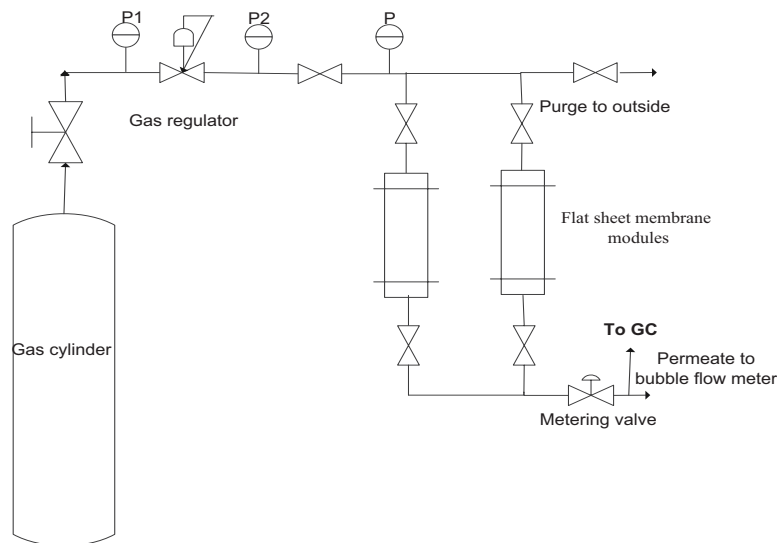 P1
P2
P
Gas regulator
Purge to outside
Flat sheet membrane
modules
To GC
Gas cylinder
Permeate to
bubble flow meter
Metering valve